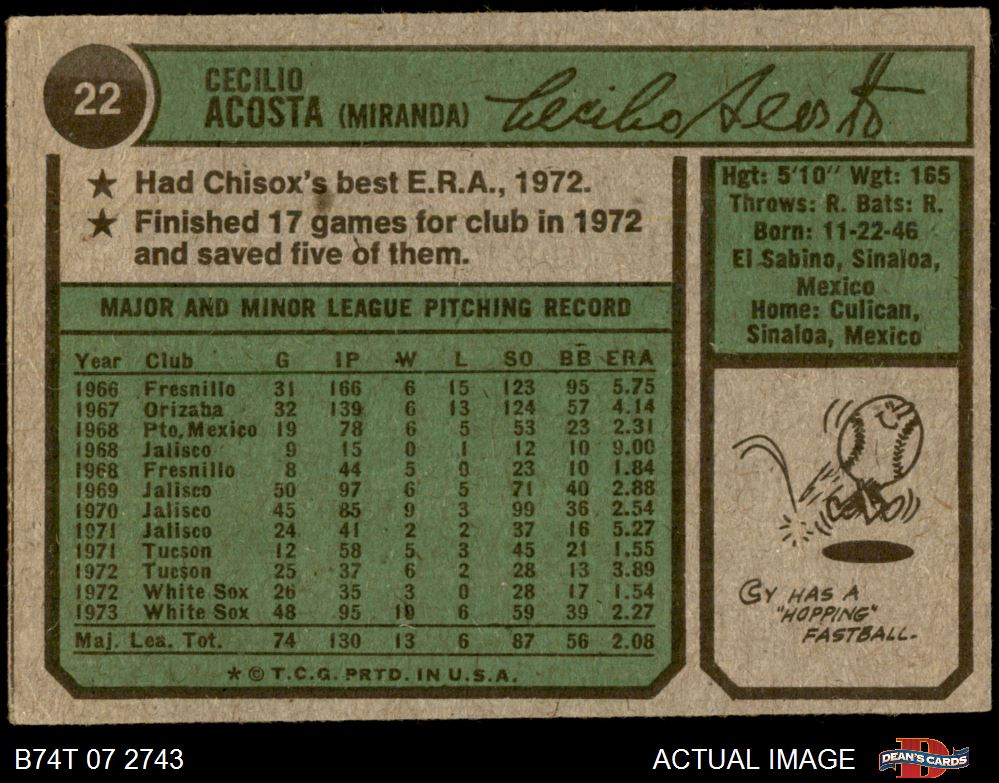 22
CECILIO
ACOSTA (MIRANDA)
Cecilio Acosta
★ Had Chisox's best E.R.A., 1972.
★ Finished 17 games for club in 1972
and saved five of them.
Hgt: 5'10" Wgt: 165
Throws: R. Bats: R.
Born: 11-22-46
El Sabino, Sinaloa,
Mexico
Home: Culican,
Sinaloa, Mexico
MAJOR AND MINOR LEAGUE PITCHING RECORD
Year Club G IP W L SO BB ERA
1966 Fresnillo 31 166 6 15 123 95 5.75
1967 Orizaba 32 139 6 13 124 57 4.14
1968 Pto. Mexico 19 78 6 5 53 23 2.31
1968 Jalisco 9 15 0 1 12 10 9.00
1968 Fresnillo 8 44 5 0 23 10 1.84
1969 Jalisco 50 97 6 5 71 40 2.88
1970 Jalisco 45 85 9 3 99 36 2.54
1971 Jalisco 24 41 2 2 37 16 5.27
1971 Tucson 12 58 5 3 45 21 1.55
1972 Tucson 25 37 6 2 28 13 3.89
1972 White Sox 26 35 3 0 28 17 1.54
1973 White Sox 48 95 10 6 59 39 2.27
Maj. Lea. Tot. 74 130 13 6 87 56 2.08
★ © T.C.G. PRTD. IN U.S.A.
CY HAS A
"HOPPING"
FASTBALL.
B74T 07 2743
ACTUAL IMAGE
DEAN'S CARDS